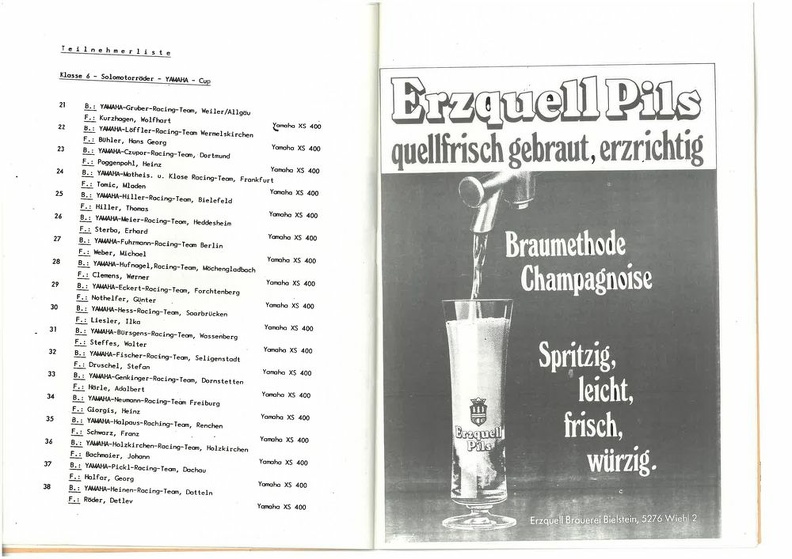 Teilnehmerliste
Klasse 6 - Solomotorräder - YAMAHA - Cup
21 B.: YAMAHA-Gruber-Racing-Team, Weiler/Allgäu
F.: Kurzhagen, Wolfhart Yamaha XS 400
22 B.: YAMAHA-Löffler-Racing-Team Wermelskirchen
F.: Bühler, Hans Georg Yamaha XS 400
23 B.: YAMAHA-Czupor-Racing-Team, Dortmund
F.: Poggenpohl, Heinz Yamaha XS 400
24 B.: YAMAHA-Matheis. u. Klose Racing-Team, Frankfurt
F.: Tomic, Mladen Yamaha XS 400
25 B.: YAMAHA-Hiller-Racing-Team, Bielefeld
F.: Hiller, Thomas Yamaha XS 400
26 B.: YAMAHA-Meier-Racing-Team, Heddesheim
F.: Sterba, Erhard Yamaha XS 400
27 B.: YAMAHA-Fuhrmann-Racing-Team Berlin
F.: Weber, Michael Yamaha XS 400
28 B.: YAMAHA-Hufnagel,Racing-Team, Möchengladbach
F.: Clemens, Werner Yamaha XS 400
29 B.: YAMAHA-Eckert-Racing-Team, Forchtenberg
F.: Nothelfer, Günter Yamaha XS 400
30 B.: YAMAHA-Hess-Racing-Team, Saarbrücken
F.: Liesler, Ilka Yamaha XS 400
31 B.: YAMAHA-Bürsgens-Racing-Team, Wassenberg
F.: Steffes, Walter Yamaha XS 400
32 B.: YAMAHA-Fischer-Racing-Team, Seligenstadt
F.: Druschel, Stefan Yamaha XS 400
33 B.: YAMAHA-Genkinger-Racing-Team, Dornstetten
F.: Härle, Adalbert Yamaha XS 400
34 B.: YAMAHA-Neumann-Racing-Team Freiburg
F.: Giorgis, Heinz Yamaha XS 400
35 B.: YAMAHA-Halpaus-Raching-Team, Renchen
F.: Schwarz, Franz Yamaha XS 400
36 B.: YAMAHA-Holzkirchen-Racing-Team, Holzkirchen
F.: Bachmaier, Johann Yamaha XS 400
37 B.: YAMAHA-Pickl-Racing-Team, Dachau
F.: Halfar, Georg Yamaha XS 400
38 B.: YAMAHA-Heinen-Racing-Team, Datteln
F.: Röder, Detlev Yamaha XS 400
Erzquell Pils
quellfrisch gebraut, erzrichtig
Braumethode
Champagnoise
Spritzig,
leicht,
frisch,
würzig.
Erzquell
Pils
Erzquell Brauerei Bielstein, 5276 Wiehl 2